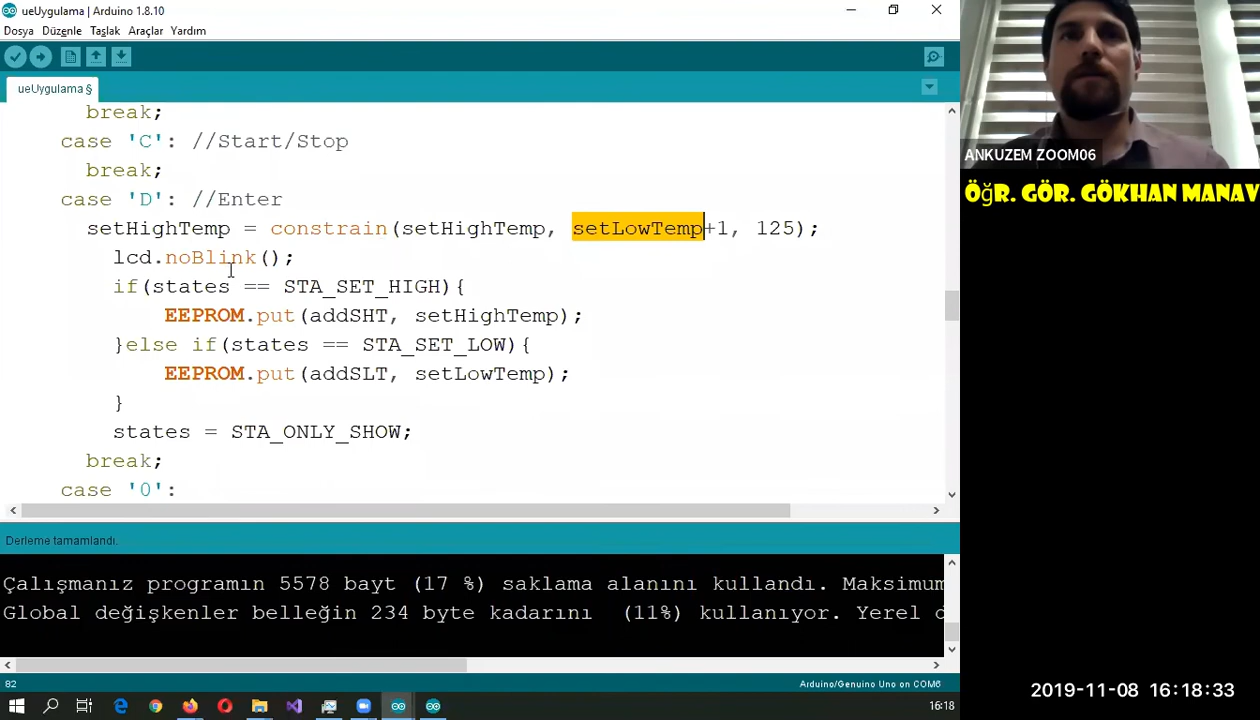 ueUygulama | Arduino 1.8.10
Dosya Düzenle Taslak Araçlar Yardım
ueUygulama §
break;
case 'C': //Start/Stop
break;
case 'D': //Enter
setHighTemp = constrain(setHighTemp, setLowTemp+1, 125);
lcd.noBlink();
if(states == STA_SET_HIGH){
EEPROM.put(addSHT, setHighTemp);
}else if(states == STA_SET_LOW){
EEPROM.put(addSLT, setLowTemp);
}
states = STA_ONLY_SHOW;
break;
case '0':
Derleme tamamlandı.
Çalışmanız programın 5578 bayt (17 %) saklama alanını kullandı. Maksimum
Global değişkenler belleğin 234 byte kadarını (11%) kullanıyor. Yerel d
82
Arduino/Genuino Uno on COM6
16:18
ANKUZEM ZOOM06
ÖğR. GÖR. GÖKHAN MANAV
2019-11-08 16:18:33